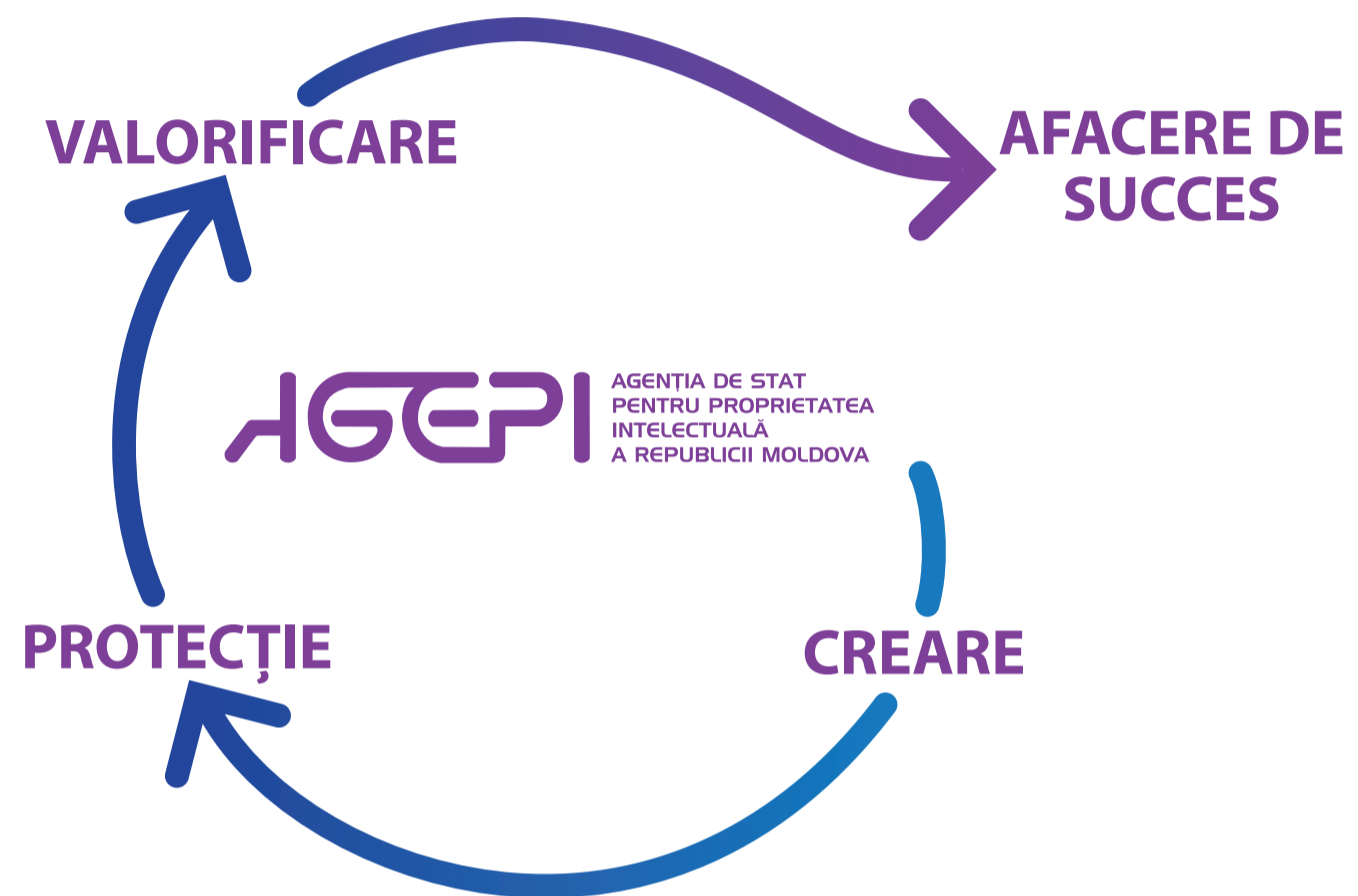 VALORIFICARE
AFACERE DE
SUCCES
AGEPI
AGENȚIA DE STAT
PENTRU PROPRIETATEA
INTELECTUALĂ
A REPUBLICII MOLDOVA
PROTECȚIE
CREARE